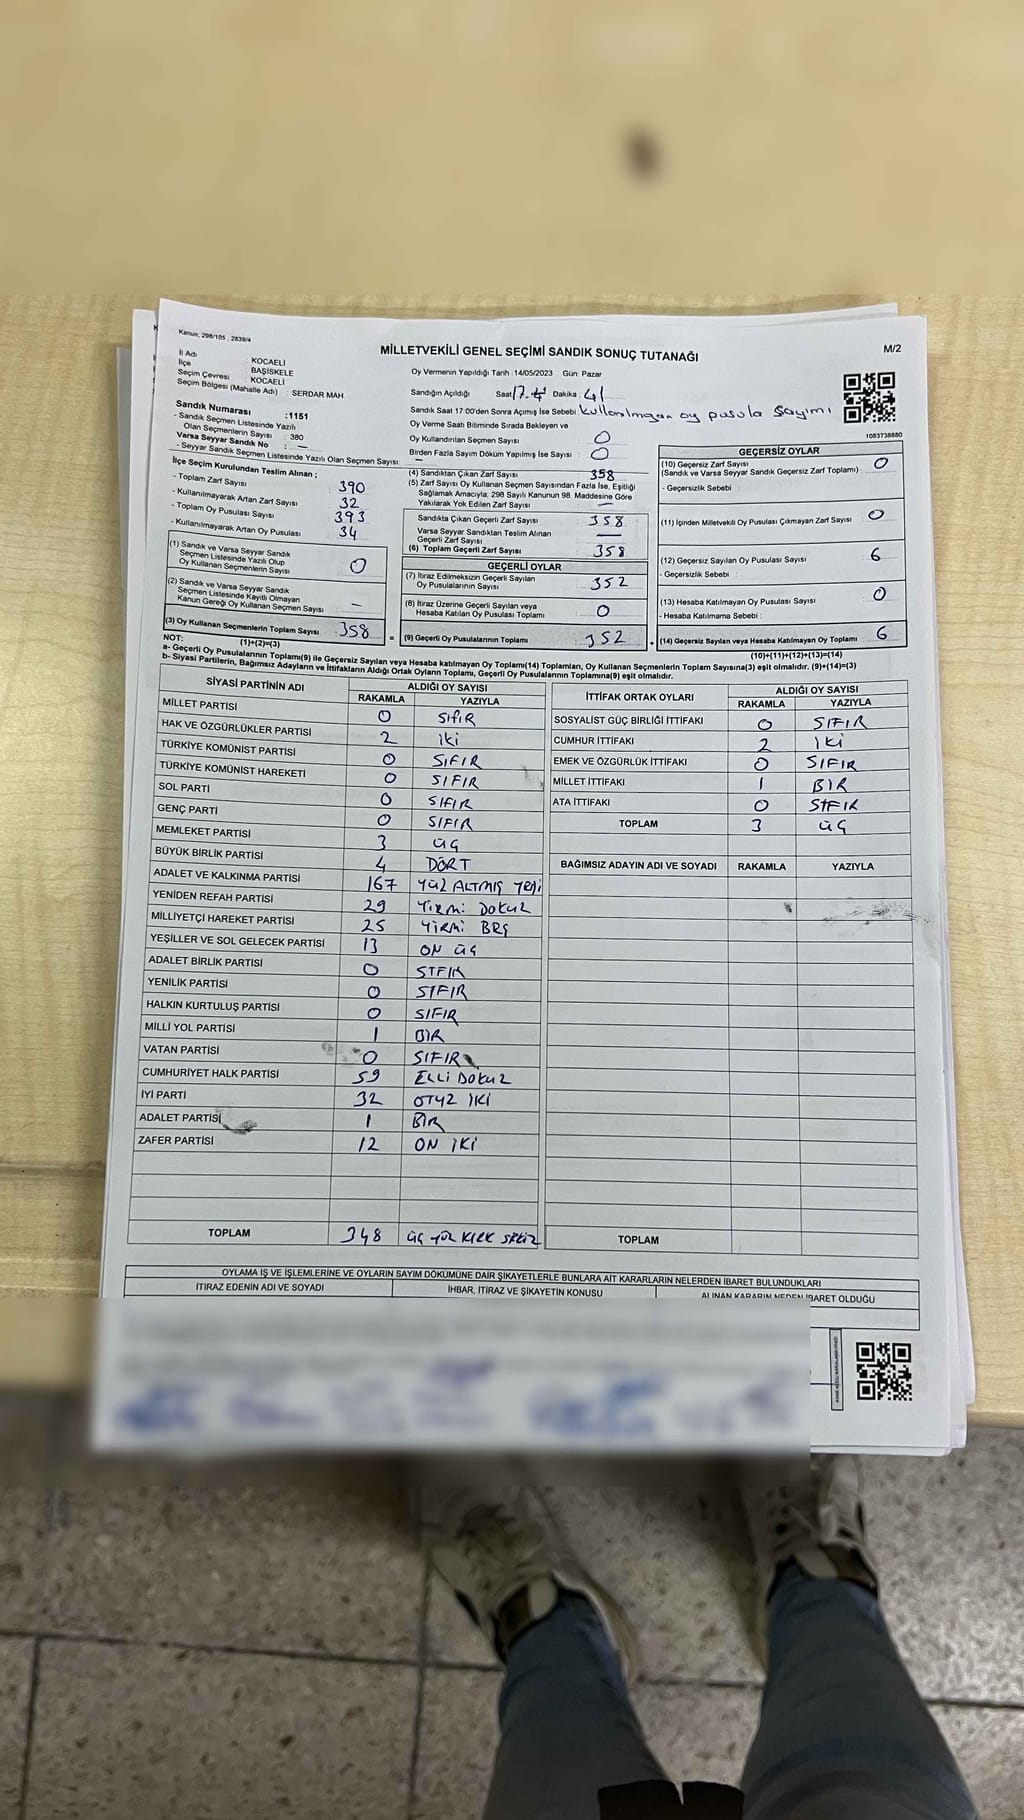 Kanun, 298/105 , 2839/4
MİLLETVEKİLİ GENEL SEÇİMİ SANDIK SONUÇ TUTANAĞI
M/2
İl Adı : KOCAELİ
İlçe : BAŞİSKELE
Seçim Çevresi : KOCAELİ
Seçim Bölgesi (Mahalle Adı) SERDAR MAH
Sandık Numarası :1151
- Sandık Seçmen Listesinde Yazılı
Olan Seçmenlerin Sayısı : 380
Varsa Seyyar Sandık No : —
- Seyyar Sandık Seçmen Listesinde Yazılı Olan Seçmen Sayısı: —
Oy Vermenin Yapıldığı Tarih :14/05/2023 Gün: Pazar
Sandığın Açıldığı Saat Dakika : 41
Sandık Saat 17.00'den Sonra Açımış İse Sebebi: kullanılmayan oy pusula sayımı
Oy Verme Saati Bitiminde Sırada Bekleyen ve
Oy Kullandırılan Seçmen Sayısı 0
Birden Fazla Sayım Döküm Yapılmış İse Sayısı : 0
1083738880
İlçe Seçim Kurulundan Teslim Alınan ;
- Toplam Zarf Sayısı 390
- Kullanılmayarak Artan Zarf Sayısı 32
- Toplam Oy Pusulası Sayısı 393
- Kullanılmayarak Artan Oy Pusulası 34
(1) Sandık ve Varsa Seyyar Sandık
Seçmen Listesinde Yazılı Olup
Oy Kullanan Seçmenlerin Sayısı 0
(2) Sandık ve Varsa Seyyar Sandık
Seçmen Listesinde Kayıtlı Olmayan
Kanun Gereği Oy Kullanan Seçmen Sayısı —
(3) Oy Kullanan Seçmenlerin Toplam Sayısı 358
(1)+(2)=(3)
(4) Sandıktan Çıkan Zarf Sayısı 358
(5) Zarf Sayısı Oy Kullanan Seçmen Sayısından Fazla İse, Eşitliği
Sağlamak Amacıyla; 298 Sayılı Kanunun 98. Maddesine Göre
Yakılarak Yok Edilen Zarf Sayısı —
Sandıkta Çıkan Geçerli Zarf Sayısı 358
Varsa Seyyar Sandıktan Teslim Alınan
Geçerli Zarf Sayısı —
(6) Toplam Geçerli Zarf Sayısı 358
GEÇERLİ OYLAR
(7) İtiraz Edilmeksizin Geçerli Sayılan
Oy Pusulalarının Sayısı 352
(8) İtiraz Üzerine Geçerli Sayılan veya
Hesaba Katılan Oy Pusulası Toplamı 0
= (9) Geçerli Oy Pusulalarının Toplamı 352
GEÇERSİZ OYLAR
(10) Geçersiz Zarf Sayısı
(Sandık ve Varsa Seyyar Sandık Geçersiz Zarf Toplamı) : 0
- Geçersizlik Sebebi :
(11) İçinden Milletvekili Oy Pusulası Çıkmayan Zarf Sayısı 0
(12) Geçersiz Sayılan Oy Pusulası Sayısı 6
- Geçersizlik Sebebi :
(13) Hesaba Katılmayan Oy Pusulası Sayısı 0
- Hesaba Katılmama Sebebi :
(14) Geçersiz Sayılan veya Hesaba Katılmayan Oy Toplamı 6
(10)+(11)+(12)+(13)=(14)
NOT:
a- Geçerli Oy Pusulalarının Toplamı(9) ile Geçersiz Sayılan veya Hesaba katılmayan Oy Toplamı(14) Toplamları, Oy Kullanan Seçmenlerin Toplam Sayısına(3) eşit olmalıdır. (9)+(14)=(3)
b- Siyasi Partilerin, Bağımsız Adayların ve İttifakların Aldığı Ortak Oyların Toplamı, Geçerli Oy Pusulalarının Toplamına(9) eşit olmalıdır.
SİYASİ PARTİNİN ADI ALDIĞI OY SAYISI
RAKAMLA YAZIYLA
MİLLET PARTİSİ 0 SIFIR
HAK VE ÖZGÜRLÜKLER PARTİSİ 2 iki
TÜRKİYE KOMÜNİST PARTİSİ 0 SIFIR
TÜRKİYE KOMÜNİST HAREKETİ 0 SIFIR
SOL PARTİ 0 SIFIR
GENÇ PARTİ 0 SIFIR
MEMLEKET PARTİSİ 3 ÜÇ
BÜYÜK BİRLİK PARTİSİ 4 DÖRT
ADALET VE KALKINMA PARTİSİ 167 YÜZ ALTMIŞ YEDİ
YENİDEN REFAH PARTİSİ 29 YİRMİ DOKUZ
MİLLİYETÇİ HAREKET PARTİSİ 25 YİRMİ BEŞ
YEŞİLLER VE SOL GELECEK PARTİSİ 13 ON ÜÇ
ADALET BİRLİK PARTİSİ 0 SIFIR
YENİLİK PARTİSİ 0 SIFIR
HALKIN KURTULUŞ PARTİSİ 0 SIFIR
MİLLİ YOL PARTİSİ 1 BİR
VATAN PARTİSİ 0 SIFIR
CUMHURİYET HALK PARTİSİ 59 ELLİ DOKUZ
İYİ PARTİ 32 OTUZ İKİ
ADALET PARTİSİ 1 BİR
ZAFER PARTİSİ 12 ON İKİ
TOPLAM 348 ÜÇ YÜZ KIRK SEKİZ
İTTİFAK ORTAK OYLARI ALDIĞI OY SAYISI
RAKAMLA YAZIYLA
SOSYALİST GÜÇ BİRLİĞİ İTTİFAKI 0 SIFIR
CUMHUR İTTİFAKI 2 İKİ
EMEK VE ÖZGÜRLÜK İTTİFAKI 0 SIFIR
MİLLET İTTİFAKI 1 BİR
ATA İTTİFAKI 0 SIFIR
TOPLAM 3 ÜÇ
BAĞIMSIZ ADAYIN ADI VE SOYADI RAKAMLA YAZIYLA
TOPLAM
OYLAMA İŞ VE İŞLEMLERİNE VE OYLARIN SAYIM DÖKÜMÜNE DAİR ŞİKAYETLERLE BUNLARA AİT KARARLARIN NELERDEN İBARET BULUNDUKLARI
İTİRAZ EDENİN ADI VE SOYADI İHBAR, İTİRAZ VE ŞİKAYETİN KONUSU ALINAN KARARIN NEDEN İBARET OLDUĞU